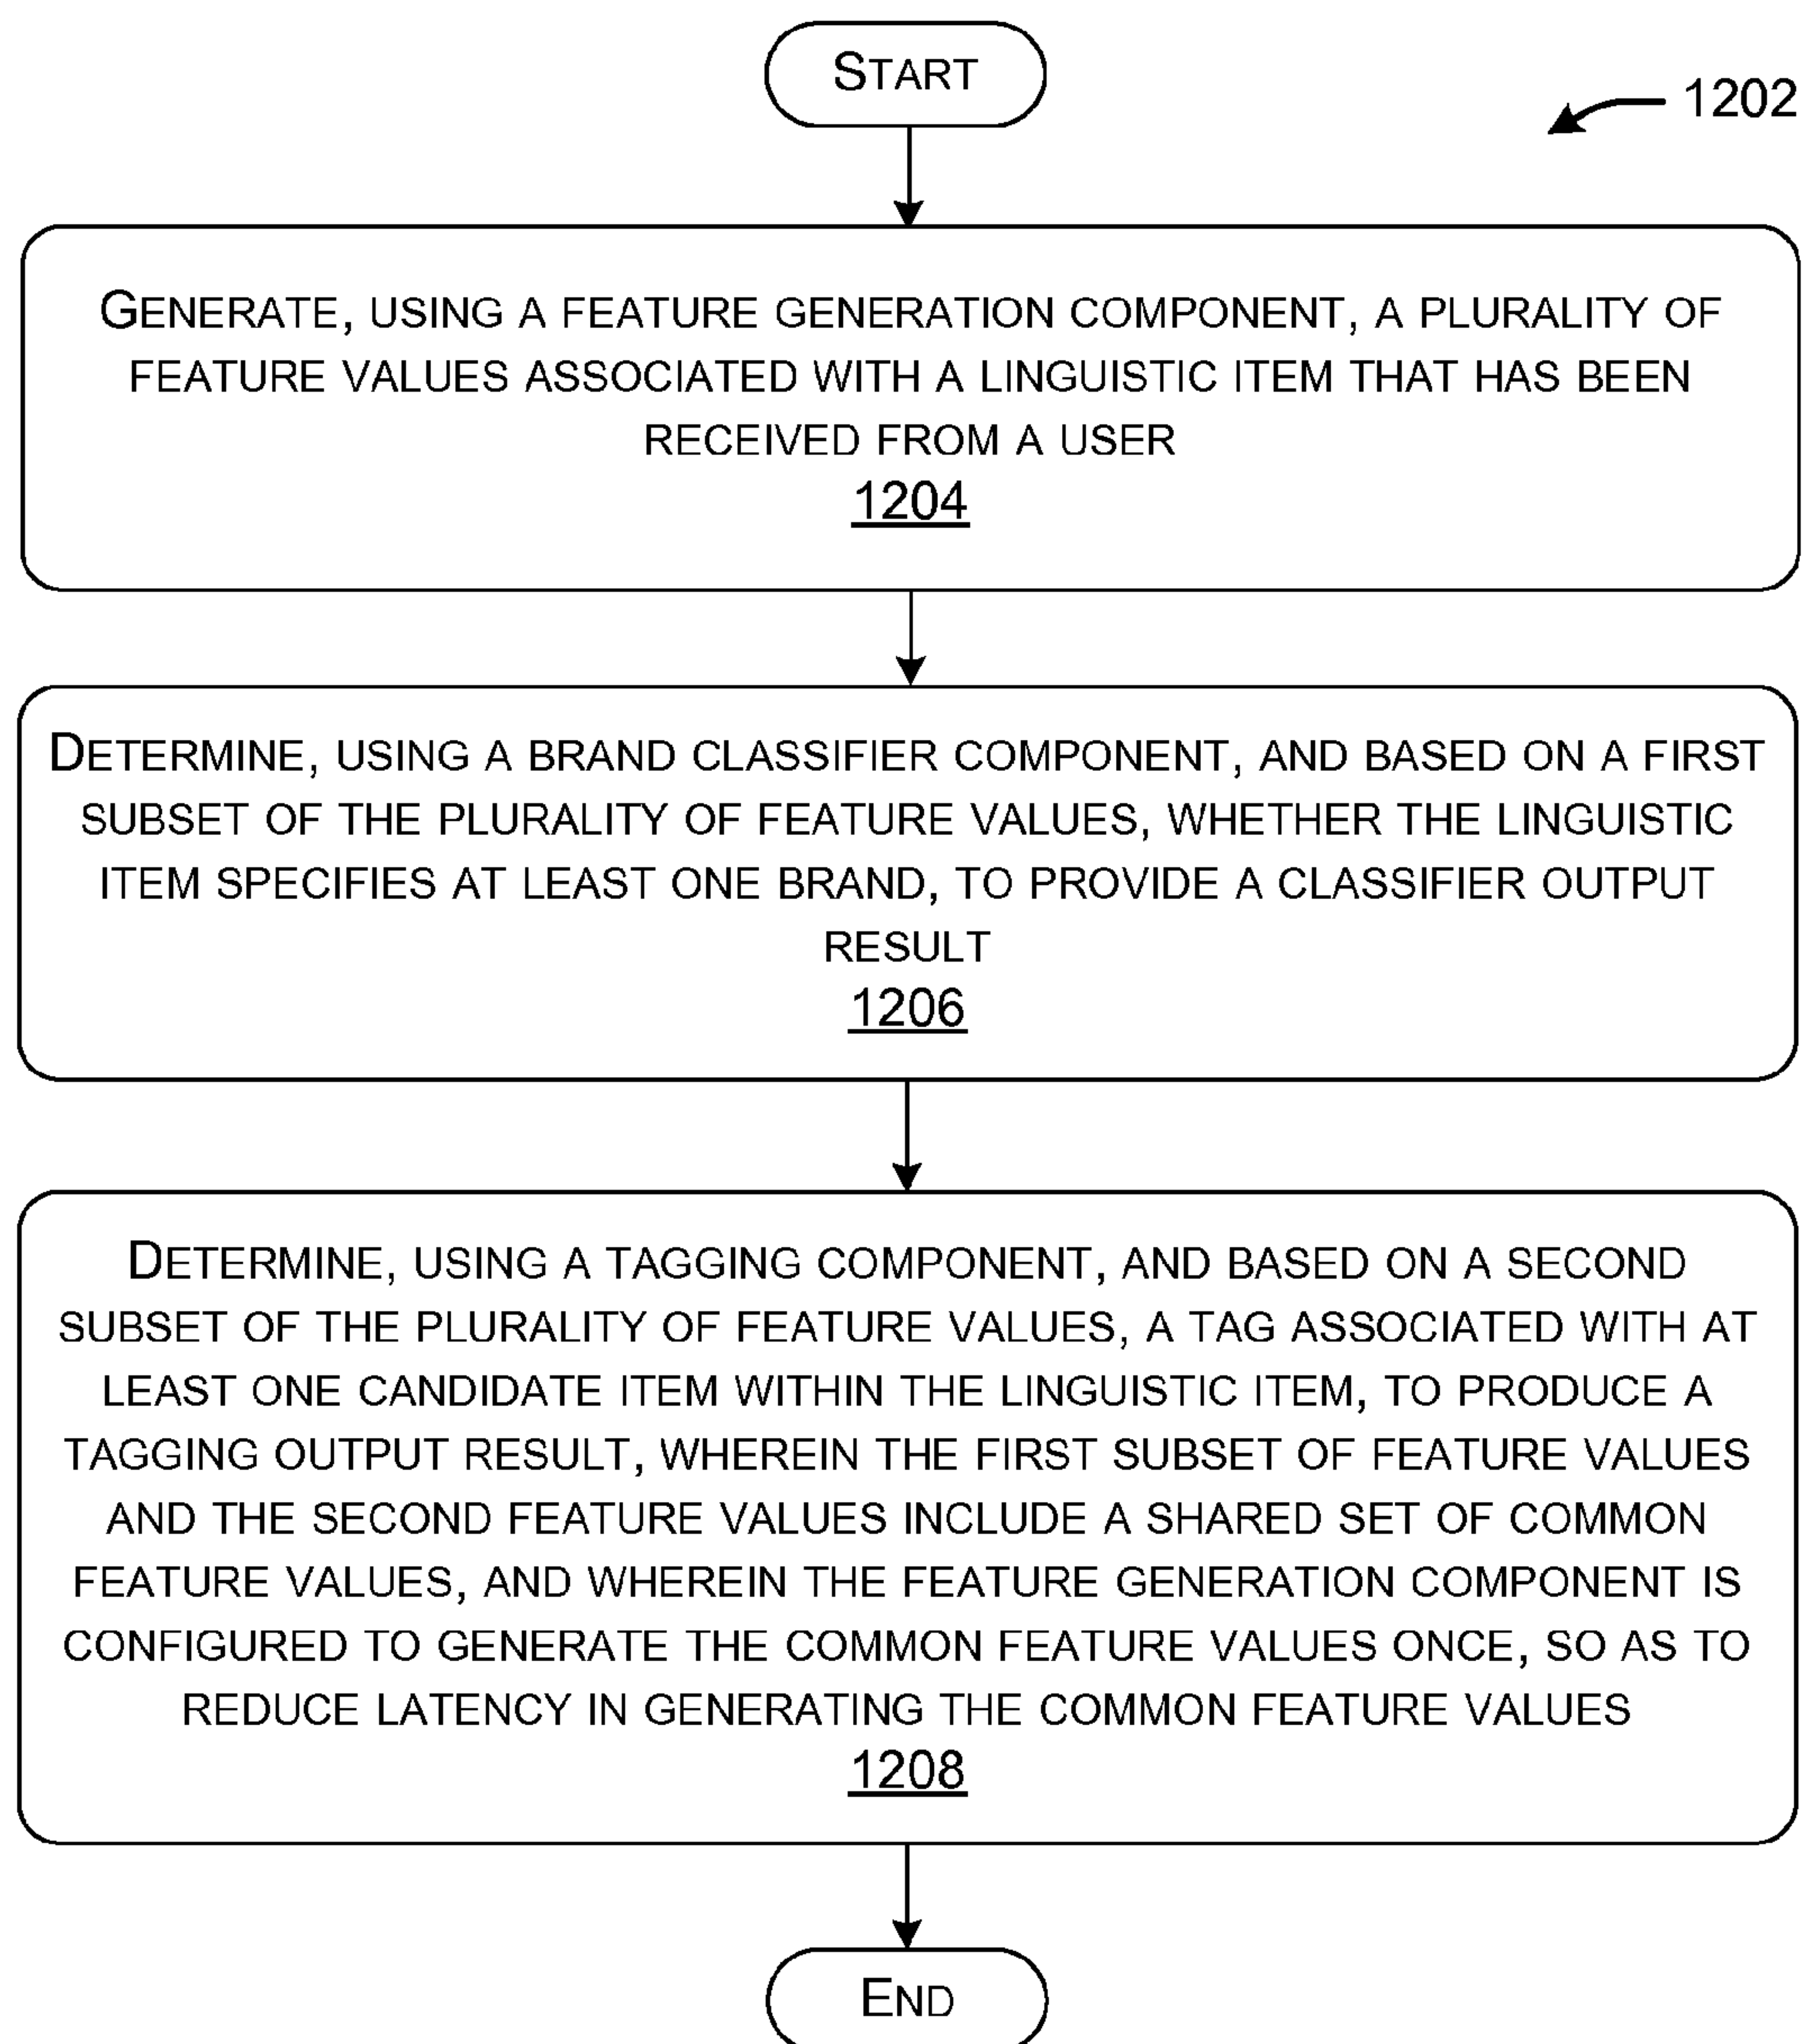 START
1202
GENERATE, USING A FEATURE GENERATION COMPONENT, A PLURALITY OF
FEATURE VALUES ASSOCIATED WITH A LINGUISTIC ITEM THAT HAS BEEN
RECEIVED FROM A USER
1204
DETERMINE, USING A BRAND CLASSIFIER COMPONENT, AND BASED ON A FIRST
SUBSET OF THE PLURALITY OF FEATURE VALUES, WHETHER THE LINGUISTIC
ITEM SPECIFIES AT LEAST ONE BRAND, TO PROVIDE A CLASSIFIER OUTPUT
RESULT
1206
DETERMINE, USING A TAGGING COMPONENT, AND BASED ON A SECOND
SUBSET OF THE PLURALITY OF FEATURE VALUES, A TAG ASSOCIATED WITH AT
LEAST ONE CANDIDATE ITEM WITHIN THE LINGUISTIC ITEM, TO PRODUCE A
TAGGING OUTPUT RESULT, WHEREIN THE FIRST SUBSET OF FEATURE VALUES
AND THE SECOND FEATURE VALUES INCLUDE A SHARED SET OF COMMON
FEATURE VALUES, AND WHEREIN THE FEATURE GENERATION COMPONENT IS
CONFIGURED TO GENERATE THE COMMON FEATURE VALUES ONCE, SO AS TO
REDUCE LATENCY IN GENERATING THE COMMON FEATURE VALUES
1208
END